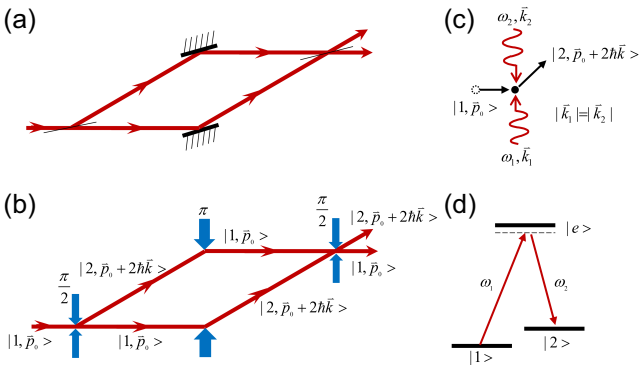 (a)
(b)
π/2
|1, p⃗₀ >
|2, p⃗₀ + 2ħk⃗ >
|1, p⃗₀ >
π
|1, p⃗₀ >
|2, p⃗₀ + 2ħk⃗ >
π/2
|2, p⃗₀ + 2ħk⃗ >
|1, p⃗₀ >
(c)
ω₂, k⃗₂
|2, p⃗₀ + 2ħk⃗ >
|1, p⃗₀ >
|k⃗₁|=|k⃗₂|
ω₁, k⃗₁
(d)
|e>
ω₁
ω₂
|1>
|2>